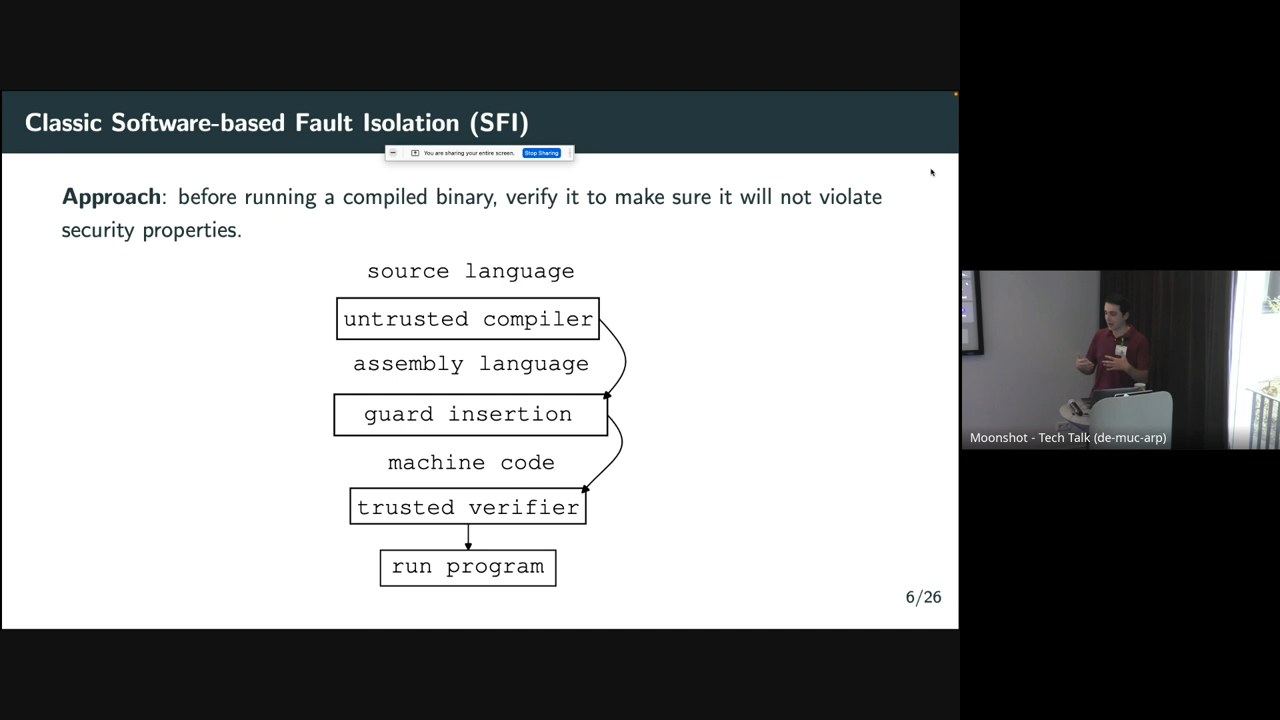 Classic Software-based Fault Isolation (SFI)
You are sharing your entire screen.
Stop Sharing
Approach: before running a compiled binary, verify it to make sure it will not violate
security properties.
source language
untrusted compiler
assembly language
guard insertion
machine code
trusted verifier
run program
6/26
Moonshot - Tech Talk (de-muc-arp)